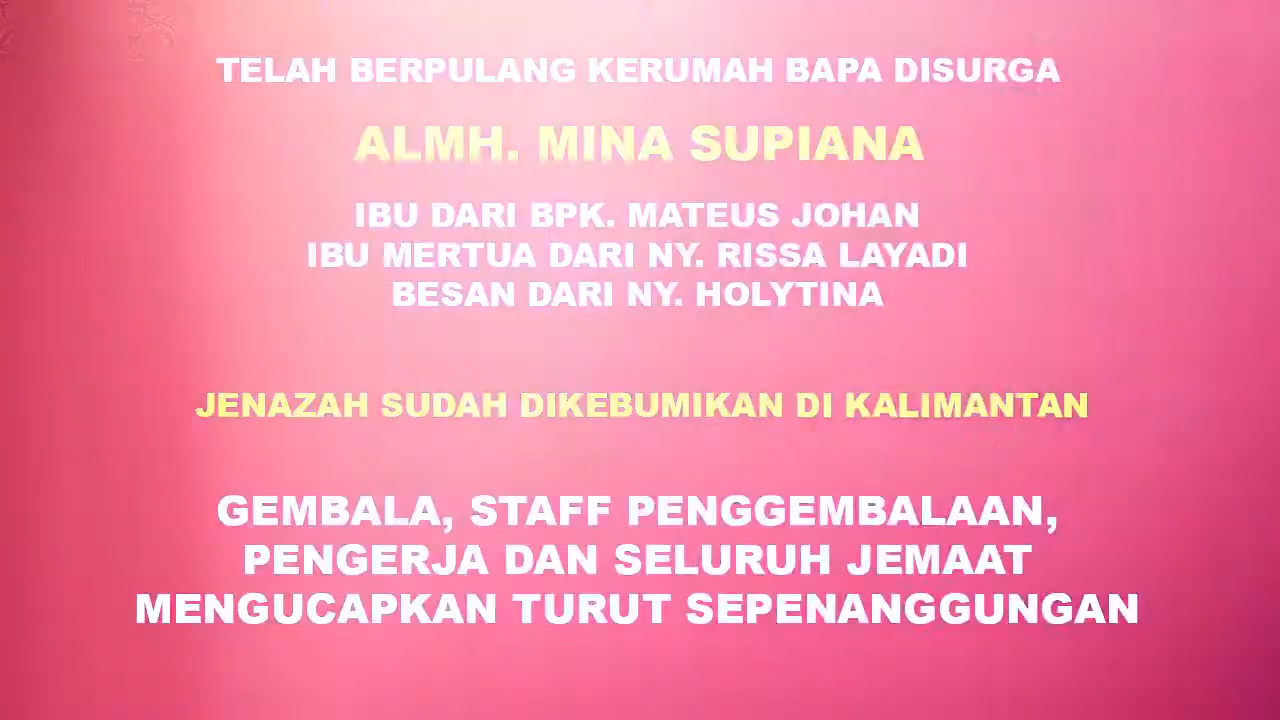 TELAH BERPULANG KERUMAH BAPA DISURGA
ALMH. MINA SUPIANA
IBU DARI BPK. MATEUS JOHAN
IBU MERTUA DARI NY. RISSA LAYADI
BESAN DARI NY. HOLYTINA
JENAZAH SUDAH DIKEBUMIKAN DI KALIMANTAN
GEMBALA, STAFF PENGGEMBALAAN,
PENGERJA DAN SELURUH JEMAAT
MENGUCAPKAN TURUT SEPENANGGUNGAN